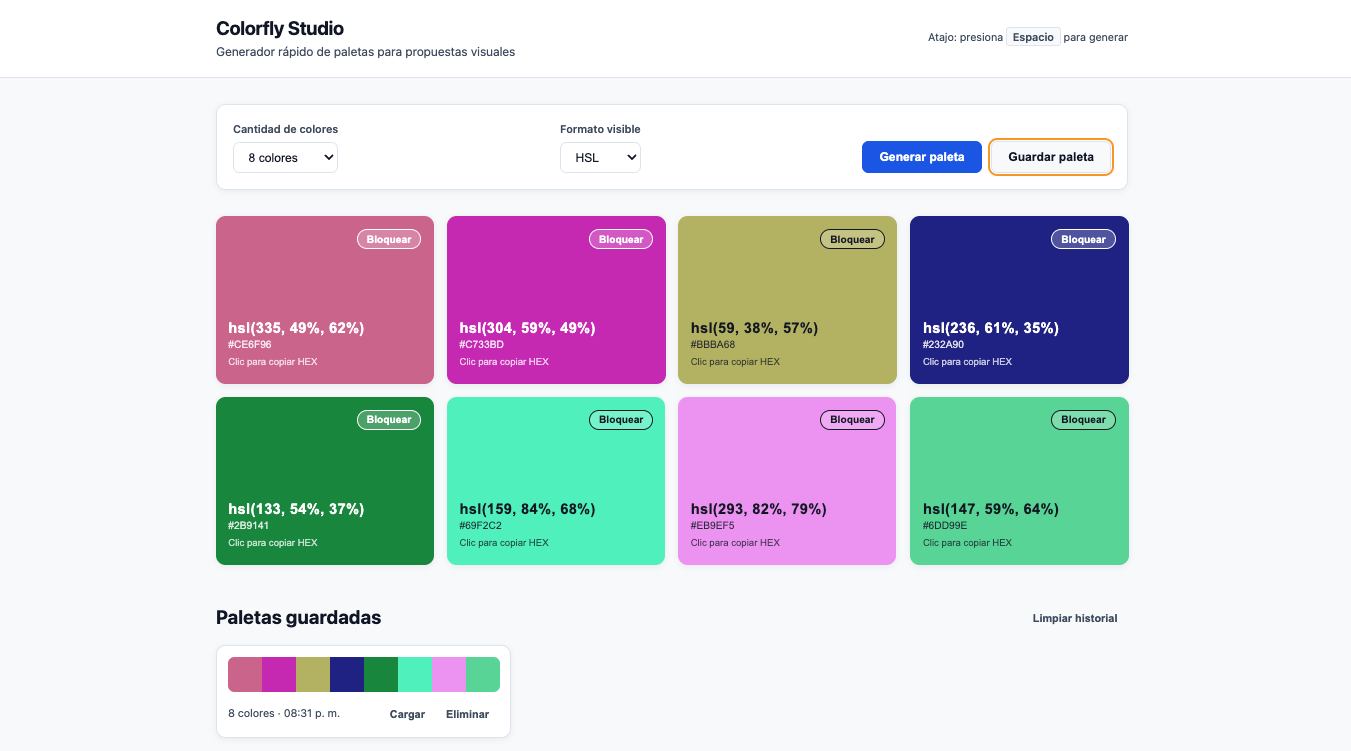 Colorfly Studio
Generador rápido de paletas para propuestas visuales
Atajo: presiona Espacio para generar
Cantidad de colores
8 colores
Formato visible
HSL
Generar paleta
Guardar paleta
Bloquear
hsl(335, 49%, 62%)
#CE6F96
Clic para copiar HEX
Bloquear
hsl(304, 59%, 49%)
#C733BD
Clic para copiar HEX
Bloquear
hsl(59, 38%, 57%)
#BBBA68
Clic para copiar HEX
Bloquear
hsl(236, 61%, 35%)
#232A90
Clic para copiar HEX
Bloquear
hsl(133, 54%, 37%)
#2B9141
Clic para copiar HEX
Bloquear
hsl(159, 84%, 68%)
#69F2C2
Clic para copiar HEX
Bloquear
hsl(293, 82%, 79%)
#EB9EF5
Clic para copiar HEX
Bloquear
hsl(147, 59%, 64%)
#6DD99E
Clic para copiar HEX
Paletas guardadas
Limpiar historial
8 colores · 08:31 p. m.
Cargar
Eliminar